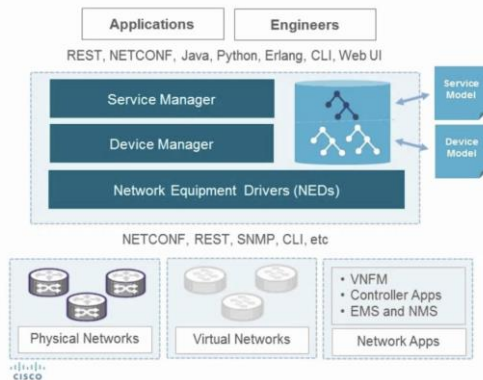 Applications Engineers
REST, NETCONF, Java, Python, Erlang, CLI, Web UI
Service Manager
Device Manager
Network Equipment Drivers (NEDs)
Service
Model
Device
Model
NETCONF, REST, SNMP, CLI, etc
Physical Networks
Virtual Networks
• VNFM
• Controller Apps
• EMS and NMS
Network Apps
CISCO